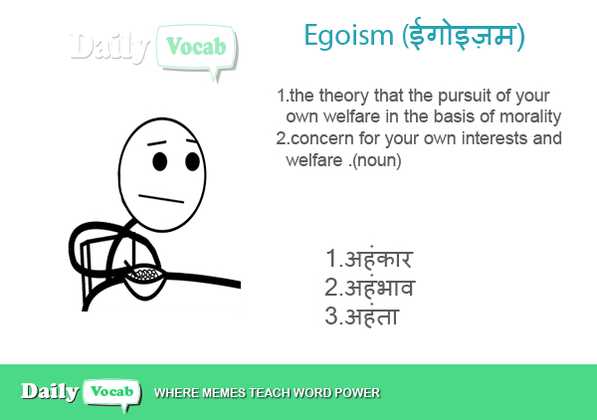 Daily Vocab
Egoism (ईगोइज़म)
1.the theory that the pursuit of your
own welfare in the basis of morality
2.concern for your own interests and
welfare .(noun)
1.अहंकार
2.अहंभाव
3.अहंता
Daily Vocab WHERE MEMES TEACH WORD POWER